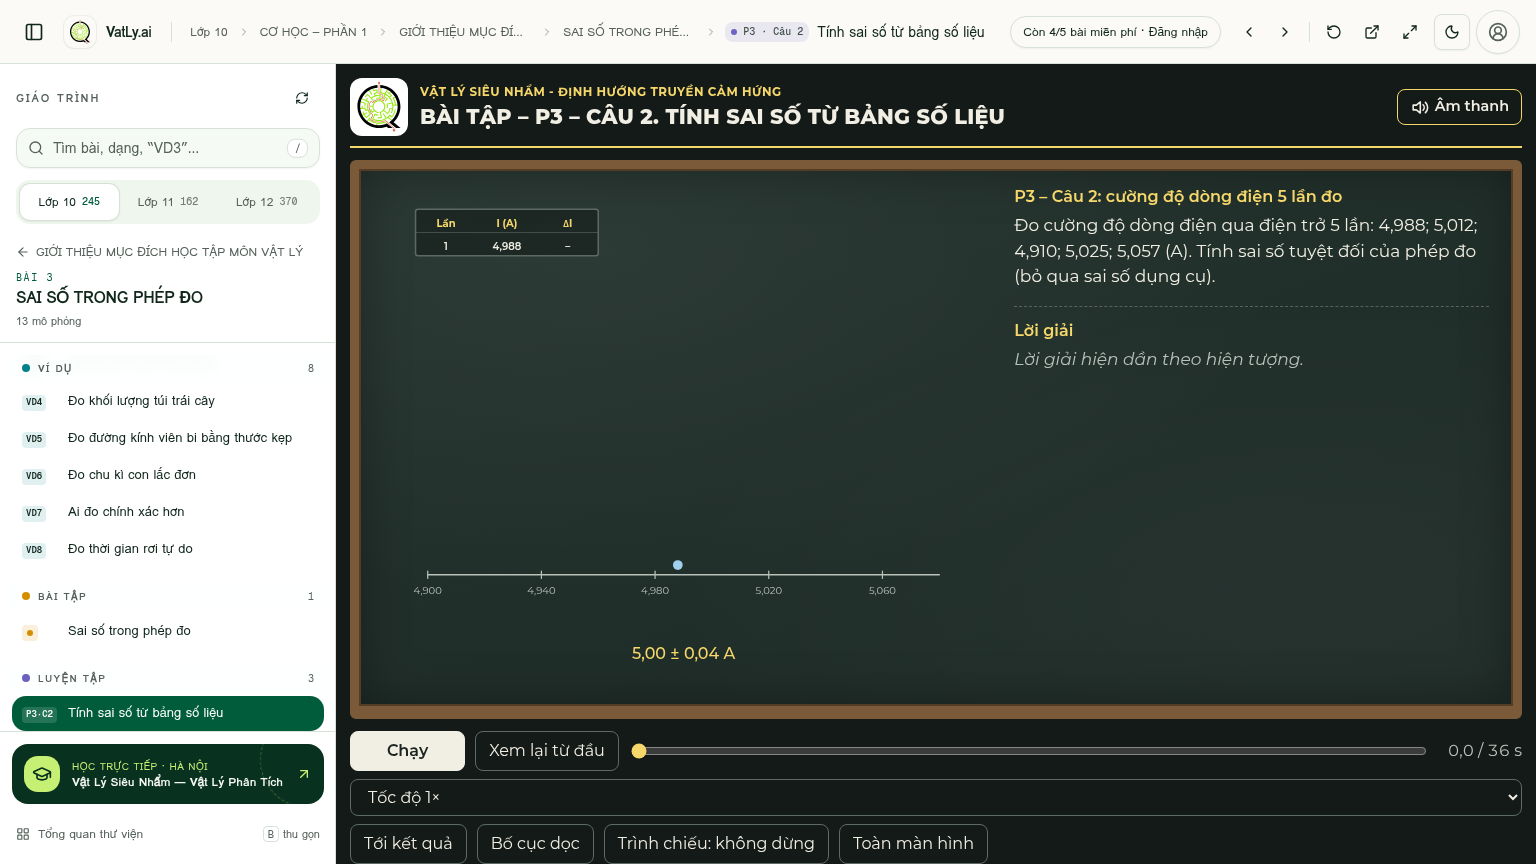 VatLy.ai
Lớp 10
CƠ HỌC – PHẦN 1
GIỚI THIỆU MỤC ĐÍ...
SAI SỐ TRONG PHÉ...
P3 · Câu 2
Tính sai số từ bảng số liệu
Còn 4/5 bài miễn phí · Đăng nhập
GIÁO TRÌNH
Tìm bài, dạng, “VD3”...
/
Lớp 10 245
Lớp 11 162
Lớp 12 370
GIỚI THIỆU MỤC ĐÍCH HỌC TẬP MÔN VẬT LÝ
BÀI 3
SAI SỐ TRONG PHÉP ĐO
13 mô phỏng
VÍ DỤ 8
VD4 Đo khối lượng túi trái cây
VD5 Đo đường kính viên bi bằng thước kẹp
VD6 Đo chu kì con lắc đơn
VD7 Ai đo chính xác hơn
VD8 Đo thời gian rơi tự do
BÀI TẬP 1
Sai số trong phép đo
LUYỆN TẬP 3
P3·C2 Tính sai số từ bảng số liệu
HỌC TRỰC TIẾP · HÀ NỘI
Vật Lý Siêu Nhẩm — Vật Lý Phân Tích
Tổng quan thư viện
B thu gọn
VẬT LÝ SIÊU NHẨM - ĐỊNH HƯỚNG TRUYỀN CẢM HỨNG
BÀI TẬP – P3 – CÂU 2. TÍNH SAI SỐ TỪ BẢNG SỐ LIỆU
Âm thanh
Lần I (A) ΔI
1 4,988 –
4,900 4,940 4,980 5,020 5,060
5,00 ± 0,04 A
P3 – Câu 2: cường độ dòng điện 5 lần đo
Đo cường độ dòng điện qua điện trở 5 lần: 4,988; 5,012;
4,910; 5,025; 5,057 (A). Tính sai số tuyệt đối của phép đo
(bỏ qua sai số dụng cụ).
Lời giải
Lời giải hiện dần theo hiện tượng.
Chạy
Xem lại từ đầu
0,0 / 36 s
Tốc độ 1×
Tới kết quả
Bố cục dọc
Trình chiếu: không dừng
Toàn màn hình